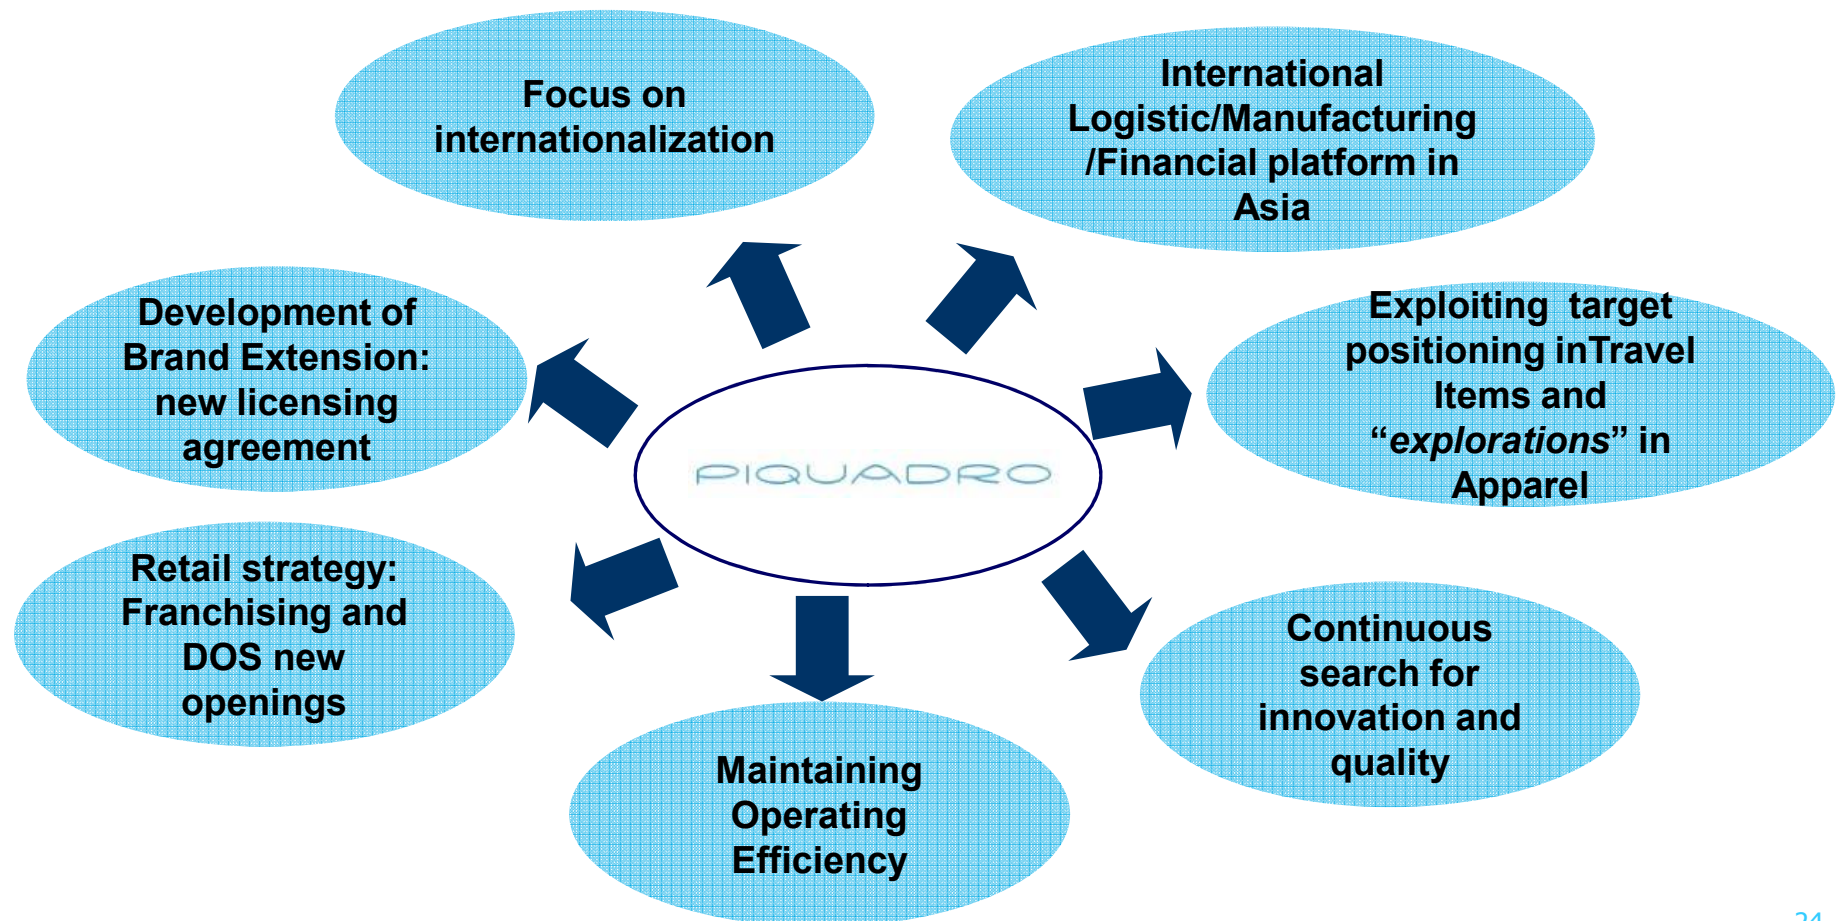 Focus on
internationalization
International
Logistic/Manufacturing
/Financial platform in
Asia
Development of
Brand Extension:
new licensing
agreement
Exploiting target
positioning inTravel
Items and
“explorations” in
Apparel
PIQUADRO
Retail strategy:
Franchising and
DOS new
openings
Continuous
search for
innovation and
quality
Maintaining
Operating
Efficiency
24